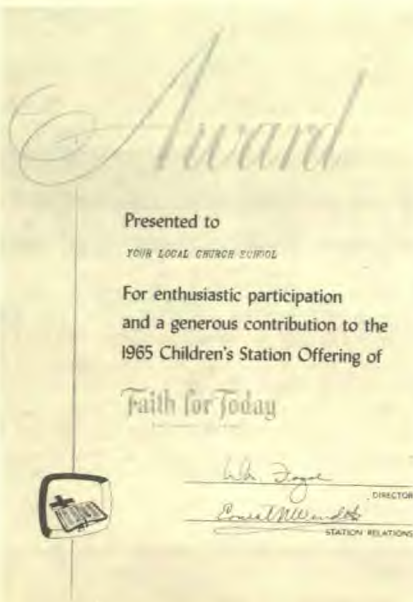 Award
Presented to
YOUR LOCAL CHURCH SCHOOL
For enthusiastic participation
and a generous contribution to the
1965 Children's Station Offering of
Faith for Today
DIRECTOR
STATION RELATIONS